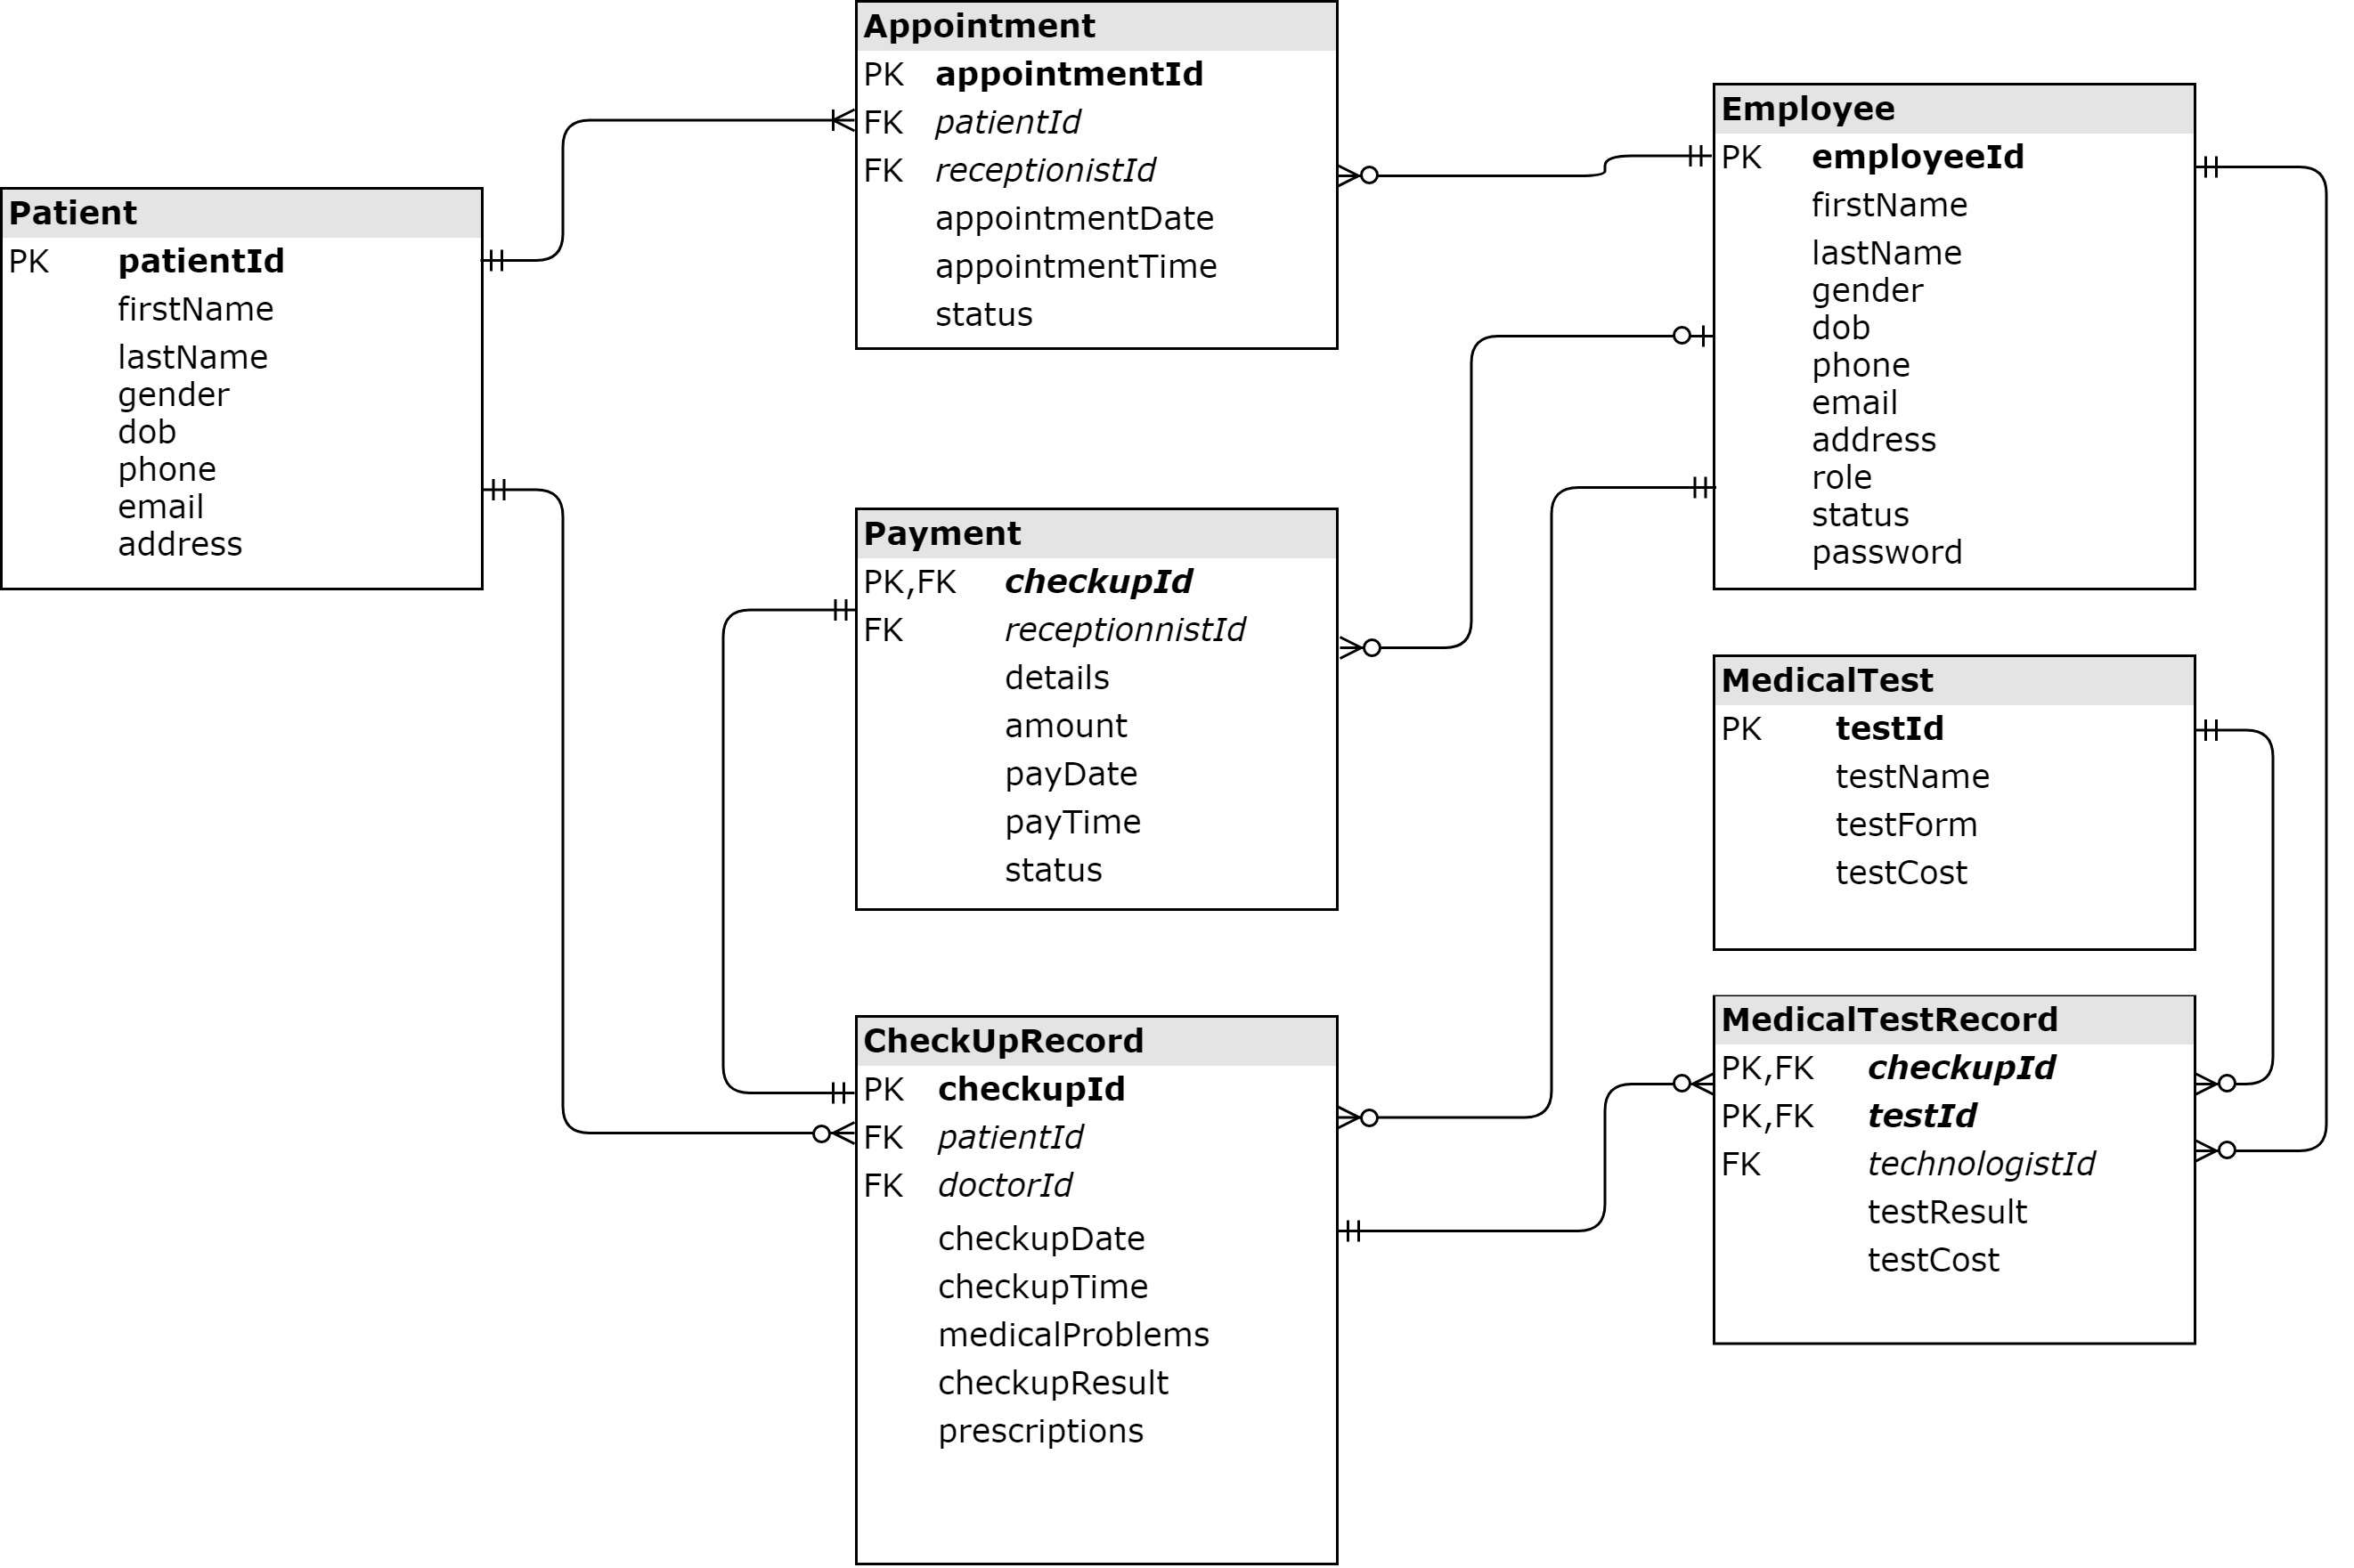 Appointment
PK appointmentId
FK patientId
FK receptionistId
appointmentDate
appointmentTime
status
Employee
PK employeeId
firstName
lastName
gender
dob
phone
email
address
role
status
password
Patient
PK patientId
firstName
lastName
gender
dob
phone
email
address
Payment
PK,FK checkupId
FK receptionnistId
details
amount
payDate
payTime
status
MedicalTest
PK testId
testName
testForm
testCost
CheckUpRecord
PK checkupId
FK patientId
FK doctorId
checkupDate
checkupTime
medicalProblems
checkupResult
prescriptions
MedicalTestRecord
PK,FK checkupId
PK,FK testId
FK technologistId
testResult
testCost